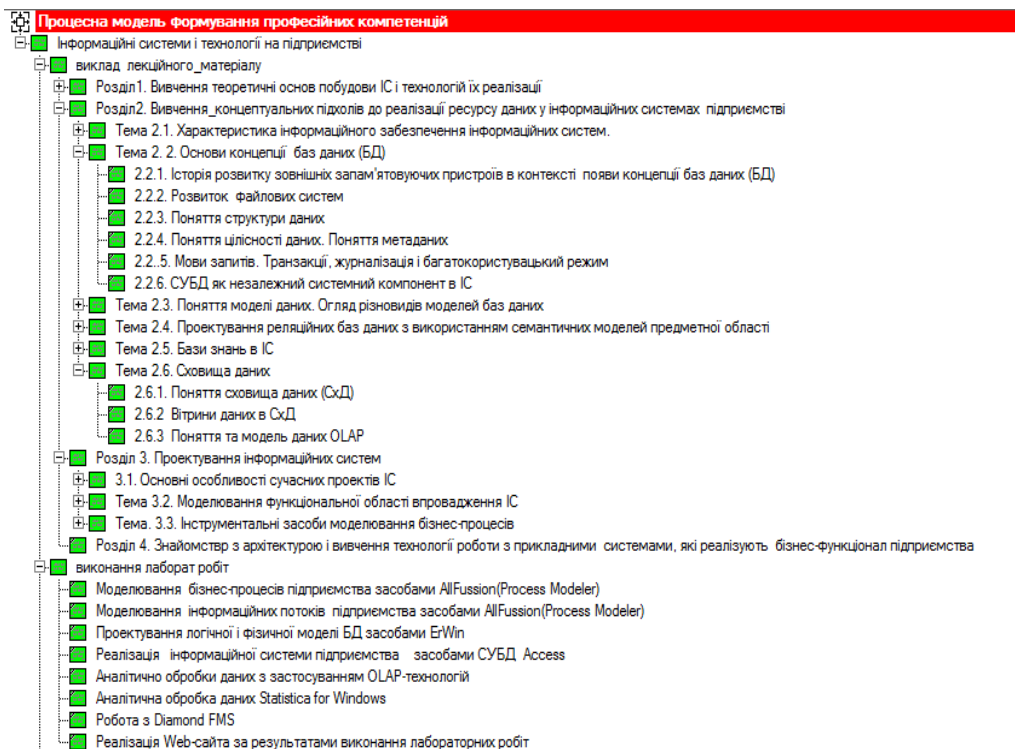 Процесна модель формування професійних компетенцій
Інформаційні системи і технології на підприємстві
виклад лекційного_матеріалу
Розділ1. Вивчення теоретичні основ побудови ІС і технологій їх реалізації
Розділ2. Вивчення_концептуальних підхолів до реалізації ресурсу даних у інформаційних системах підприємстві
Тема 2.1. Характеристика інформаційного забезпечення інформаційних систем.
Тема 2. 2. Основи концепції баз даних (БД)
2.2.1. Історія розвитку зовнішніх запам'ятовуючих пристроїв в контексті появи концепції баз даних (БД)
2.2.2. Розвиток файлових систем
2.2.3. Поняття структури даних
2.2.4. Поняття цілісності даних. Поняття метаданих
2.2..5. Мови запитів. Транзакції, журналізація і багатокористувацький режим
2.2.6. СУБД як незалежний системний компонент в ІС
Тема 2.3. Поняття моделі даних. Огляд різновидів моделей баз даних
Тема 2.4. Проектування реляційних баз даних з використанням семантичних моделей предметної області
Тема 2.5. Бази знань в ІС
Тема 2.6. Сховища даних
2.6.1. Поняття сховища даних (СхД)
2.6.2 Вітрини даних в СхД
2.6.3 Поняття та модель даних OLAP
Розділ 3. Проектування інформаційних систем
3.1. Основні особливості сучасних проектів ІС
Тема 3.2. Моделювання функціональної області впровадження ІС
Тема. 3.3. Інструментальні засоби моделювання бізнес-процесів
Розділ 4. Знайомствр з архітектурою і вивчення технології роботи з прикладними системами, які реалізують бізнес-функціонал підприємства
виконання лаборат робіт
Моделювання бізнес-процесів підприємства засобами AllFussion(Process Modeler)
Моделювання інформаційних потоків підприємства засобами AllFussion(Process Modeler)
Проектування логічної і фізичної моделі БД засобами ErWin
Реалізація інформаційної системи підприємства засобами СУБД Access
Аналітично обробки даних з застосуванням OLAP-технологій
Аналітична обробка даних Statistica for Windows
Робота з Diamond FMS
Реалізація Web-сайта за результатами виконання лабораторних робіт